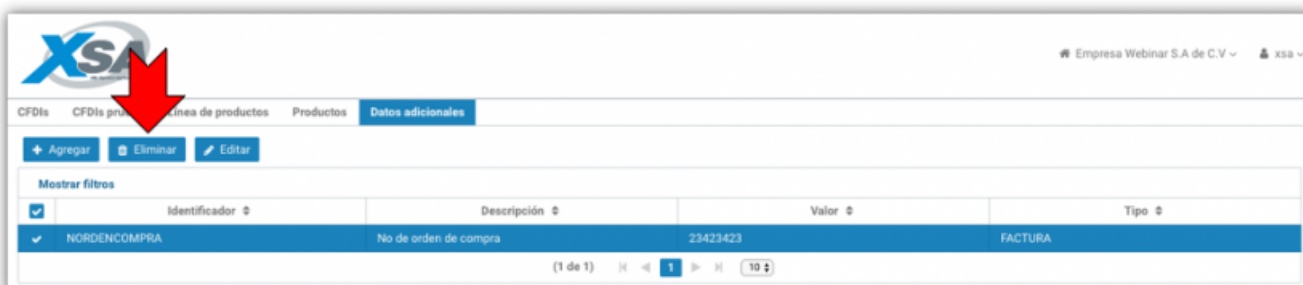 XSA
Empresa Webinar S.A de C.V xsa
CFDIs CFDIs Línea de productos Productos Datos adicionales
+ Agregar Eliminar Editar
Mostrar filtros
Identificador Descripción Valor Tipo
NORDENCOMPRA No de orden de compra 23423423 FACTURA
(1 de 1) 1 10